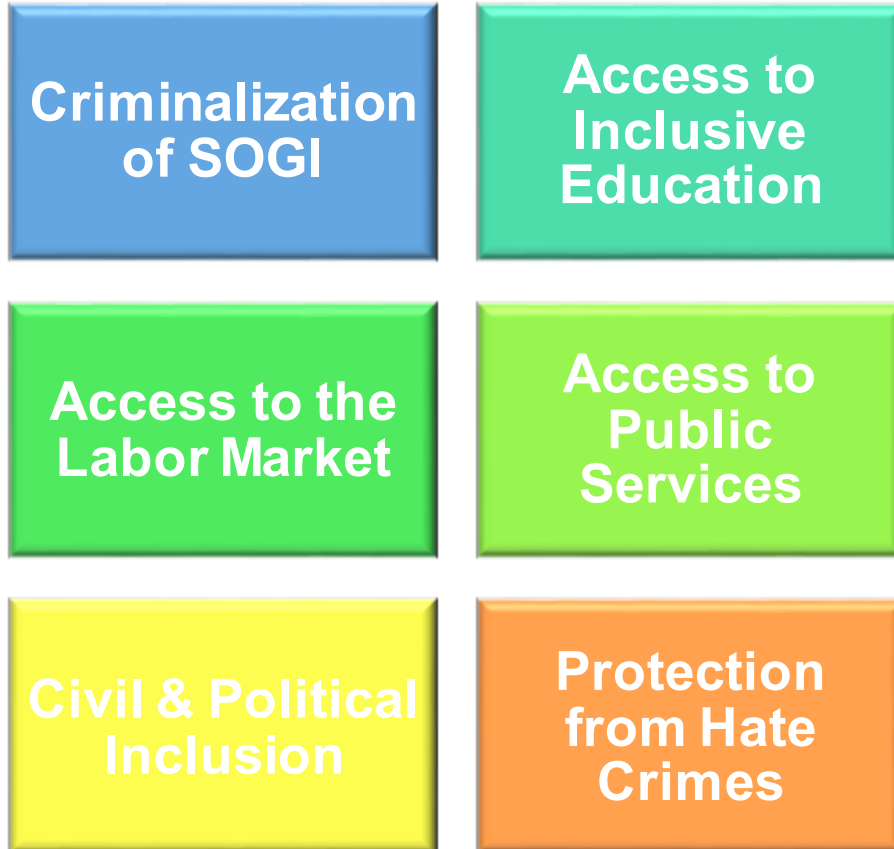 Criminalization
of SOGI
Access to
Inclusive
Education
Access to the
Labor Market
Access to
Public
Services
Civil & Political
Inclusion
Protection
from Hate
Crimes